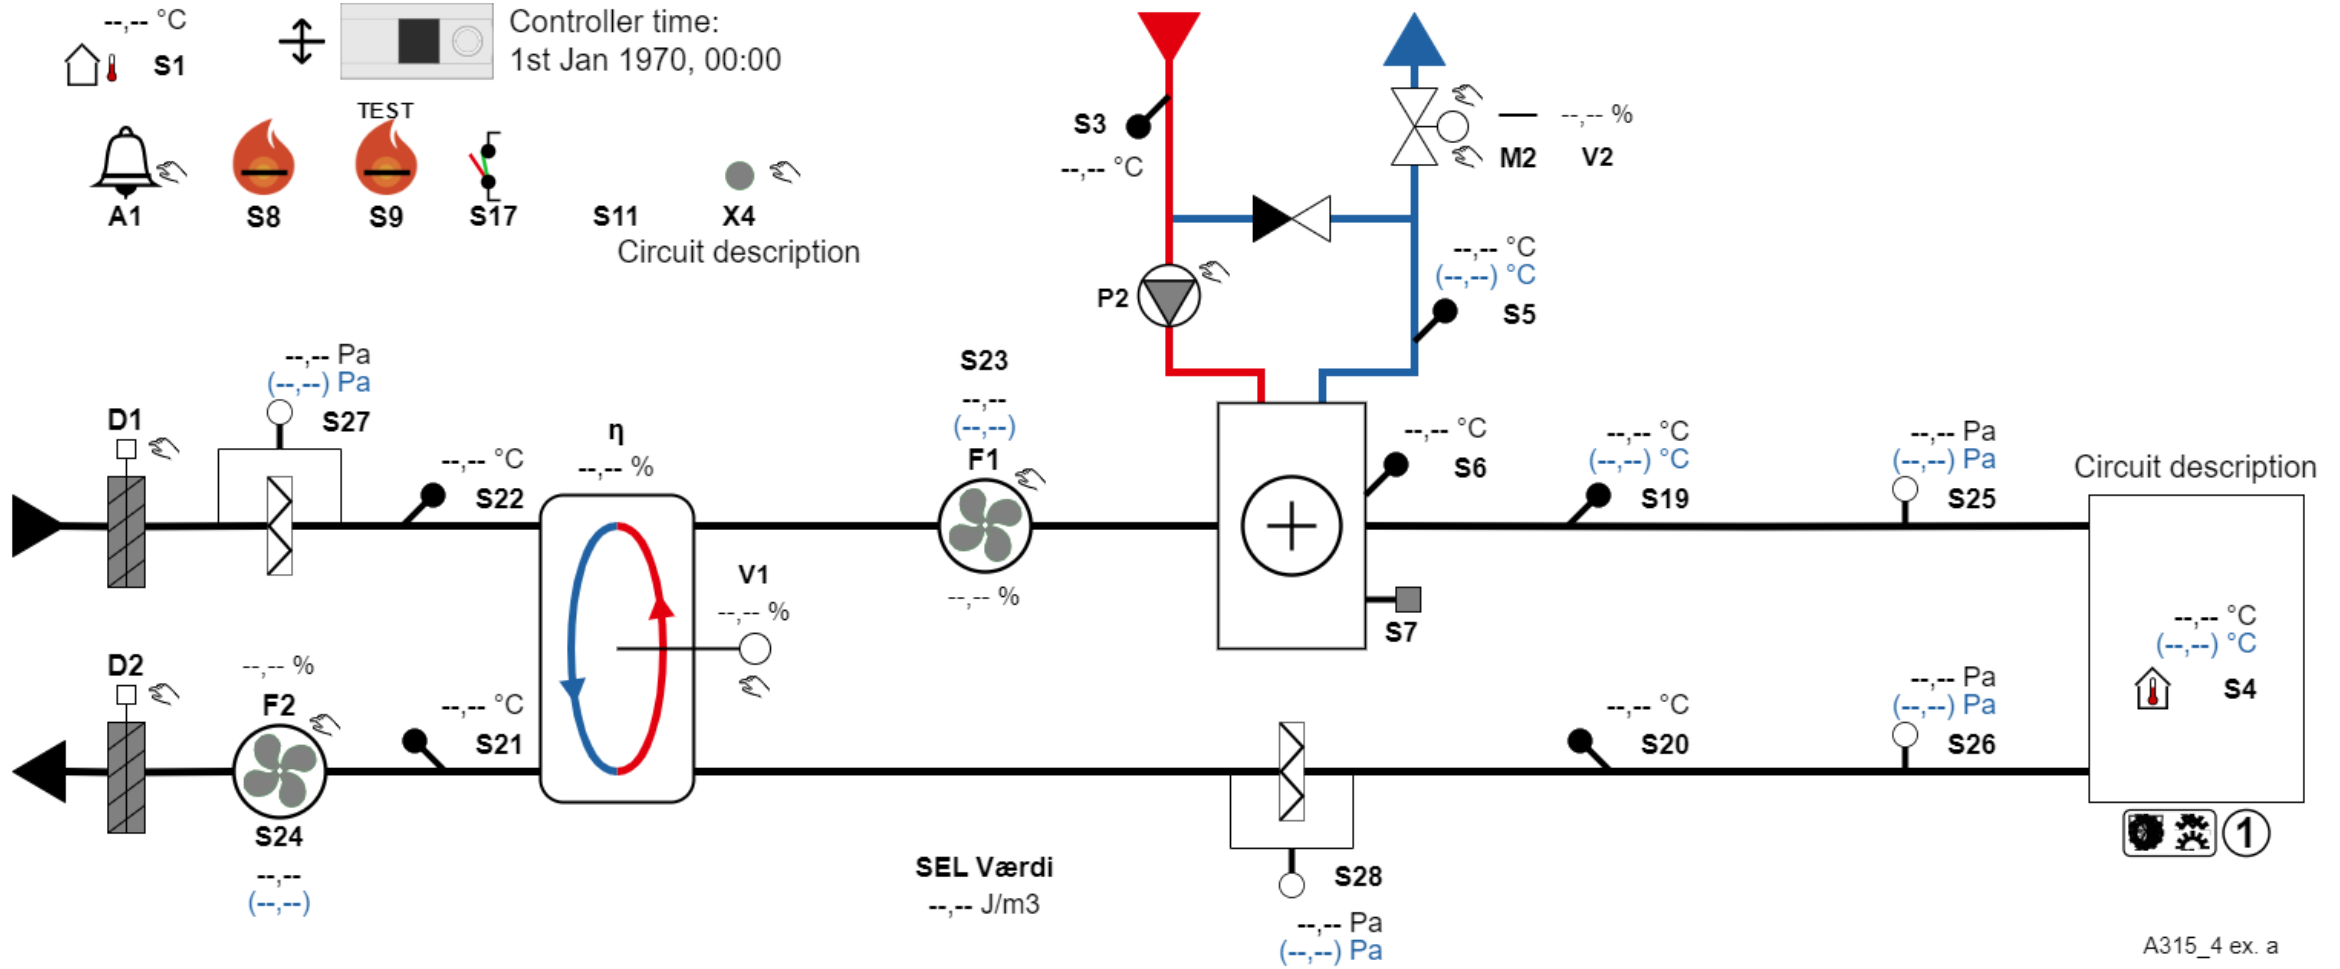 --,-- °C
S1
Controller time:
1st Jan 1970, 00:00
TEST
A1
S8
S9
S17
S11
X4
Circuit description
S3
--,-- °C
--,-- %
M2
V2
P2
--,-- °C
(--,--) °C
S5
--,-- Pa
(--,--) Pa
S27
D1
--,-- °C
S22
η
--,-- %
S23
--,--
(--,--)
F1
--,-- %
--,-- °C
S6
--,-- °C
(--,--) °C
S19
--,-- Pa
(--,--) Pa
S25
Circuit description
V1
--,-- %
S7
--,-- °C
(--,--) °C
S4
D2
--,-- %
F2
S24
--,--
(--,--)
--,-- °C
S21
--,-- °C
S20
--,-- Pa
(--,--) Pa
S26
1
SEL Værdi
--,-- J/m3
S28
--,-- Pa
(--,--) Pa
A315_4 ex. a